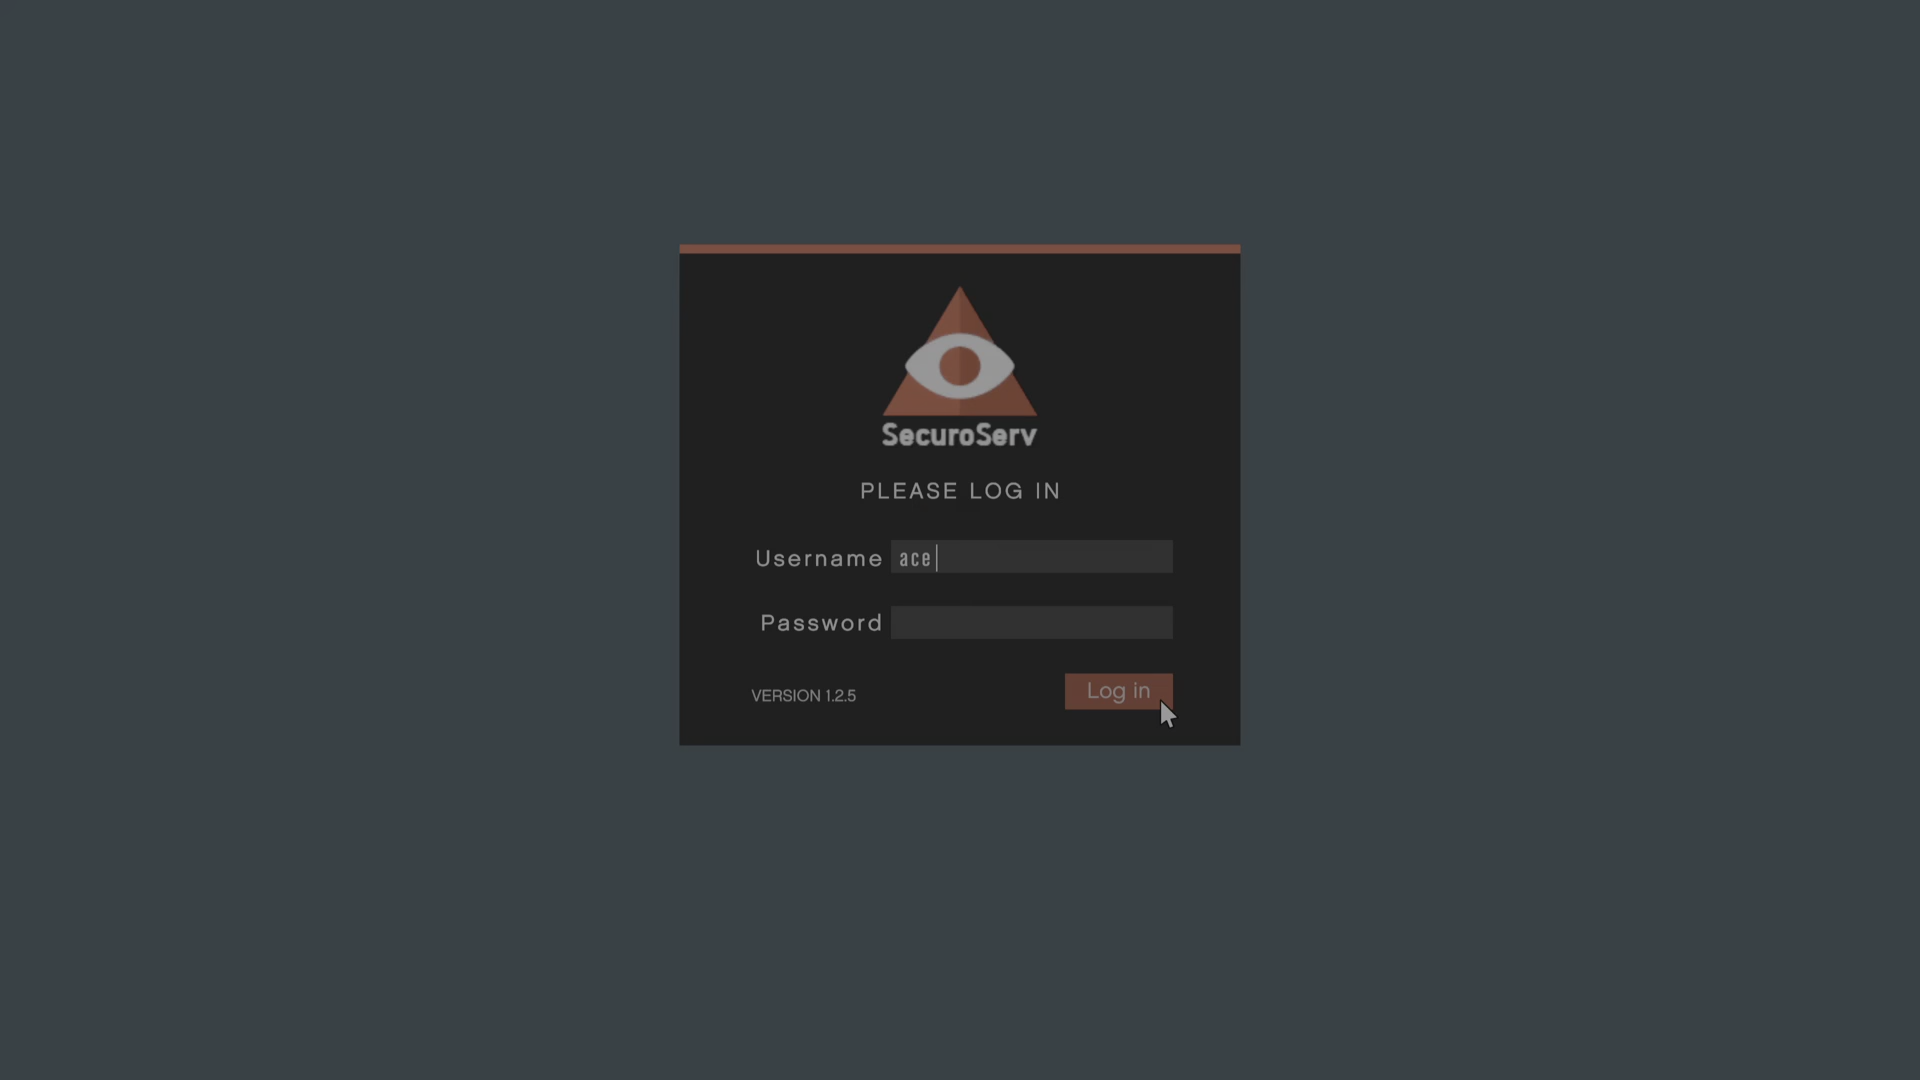 SecuroServ
PLEASE LOG IN
Username ace
Password
VERSION 1.2.5 Log in